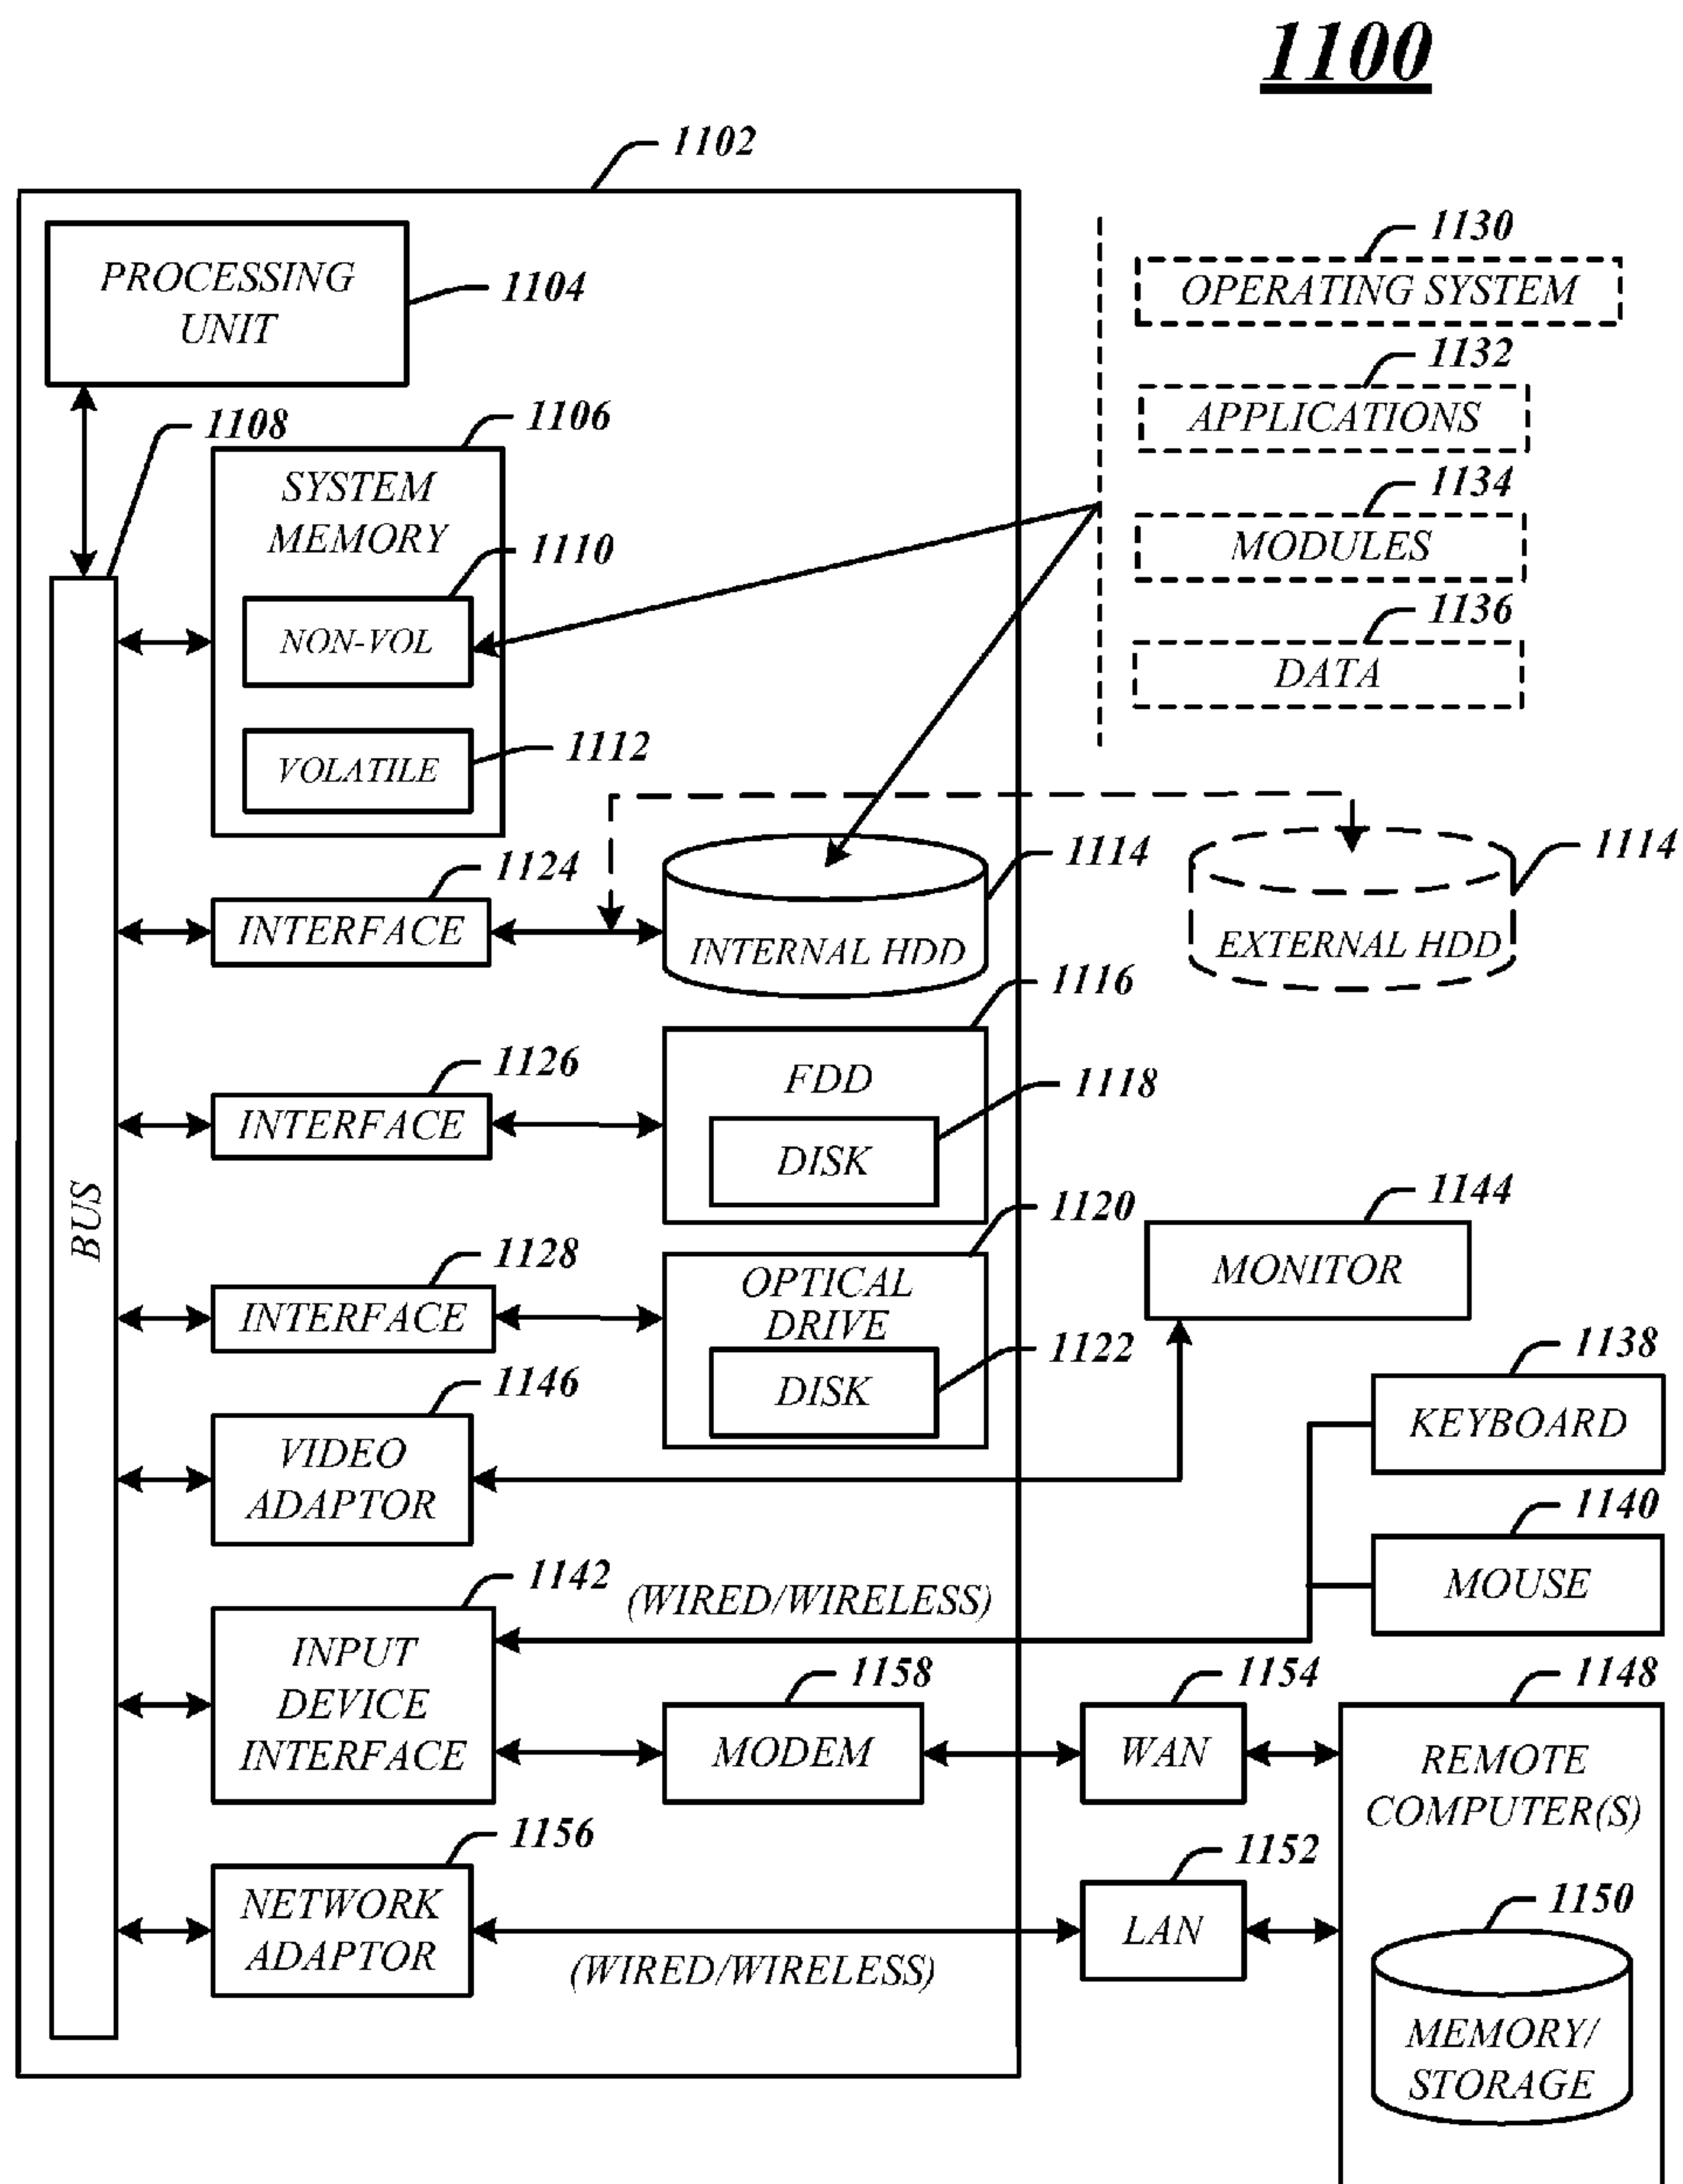 1100
1102
PROCESSING
UNIT
1104
1130
OPERATING SYSTEM
1132
APPLICATIONS
1134
MODULES
1136
DATA
1108
1106
SYSTEM
MEMORY
1110
NON-VOL
1112
VOLATILE
BUS
1124
INTERFACE
1114
INTERNAL HDD
1114
EXTERNAL HDD
1126
INTERFACE
1116
FDD
1118
DISK
1128
INTERFACE
1120
OPTICAL
DRIVE
1122
DISK
1144
MONITOR
1146
VIDEO
ADAPTOR
1138
KEYBOARD
1140
MOUSE
1142
INPUT
DEVICE
INTERFACE
(WIRED/WIRELESS)
1158
MODEM
1154
WAN
1148
REMOTE
COMPUTER(S)
1156
NETWORK
ADAPTOR
(WIRED/WIRELESS)
1152
LAN
1150
MEMORY/
STORAGE